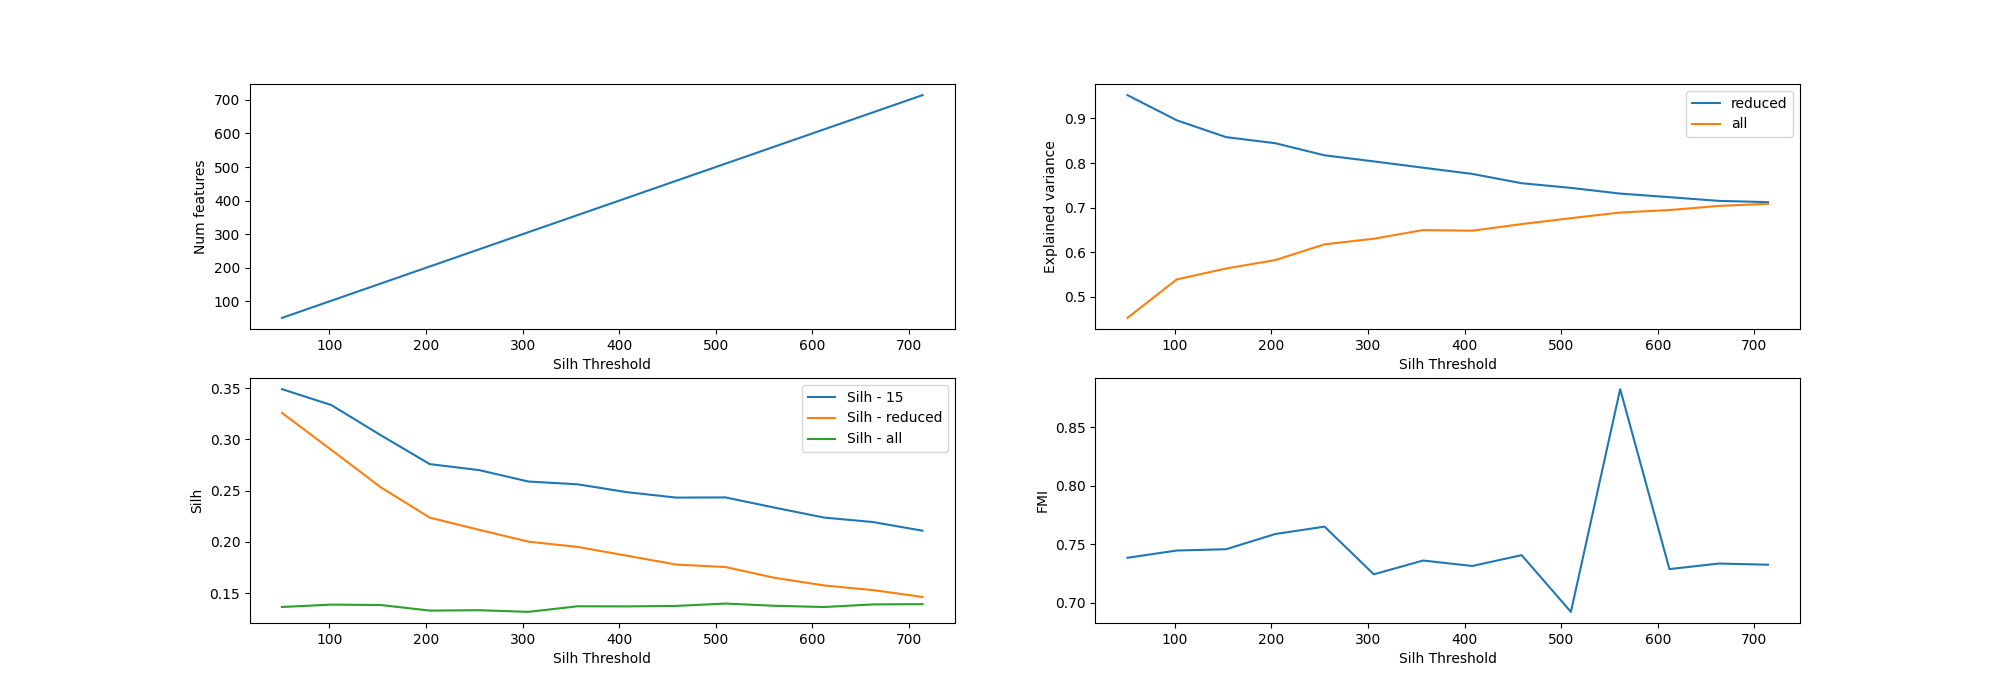 700
600
500
400
300
200
100
Num features
100 200 300 400 500 600 700
Silh Threshold
0.9
0.8
0.7
0.6
0.5
Explained variance
reduced
all
100 200 300 400 500 600 700
Silh Threshold
0.35
0.30
0.25
0.20
0.15
Silh
Silh - 15
Silh - reduced
Silh - all
100 200 300 400 500 600 700
Silh Threshold
0.85
0.80
0.75
0.70
FMI
100 200 300 400 500 600 700
Silh Threshold